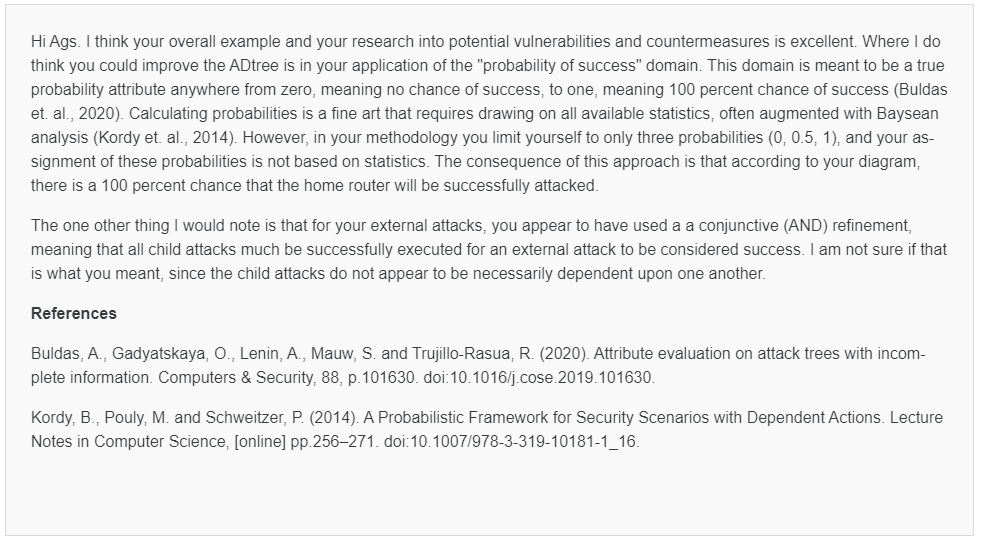 Hi Ags. I think your overall example and your research into potential vulnerabilities and countermeasures is excellent. Where I do
think you could improve the ADtree is in your application of the "probability of success" domain. This domain is meant to be a true
probability attribute anywhere from zero, meaning no chance of success, to one, meaning 100 percent chance of success (Buldas
et. al., 2020). Calculating probabilities is a fine art that requires drawing on all available statistics, often augmented with Baysean
analysis (Kordy et. al., 2014). However, in your methodology you limit yourself to only three probabilities (0, 0.5, 1), and your as-
signment of these probabilities is not based on statistics. The consequence of this approach is that according to your diagram,
there is a 100 percent chance that the home router will be successfully attacked.
The one other thing I would note is that for your external attacks, you appear to have used a a conjunctive (AND) refinement,
meaning that all child attacks much be successfully executed for an external attack to be considered success. I am not sure if that
is what you meant, since the child attacks do not appear to be necessarily dependent upon one another.
References
Buldas, A., Gadyatskaya, O., Lenin, A., Mauw, S. and Trujillo-Rasua, R. (2020). Attribute evaluation on attack trees with incom-
plete information. Computers & Security, 88, p.101630. doi:10.1016/j.cose.2019.101630.
Kordy, B., Pouly, M. and Schweitzer, P. (2014). A Probabilistic Framework for Security Scenarios with Dependent Actions. Lecture
Notes in Computer Science, [online] pp.256–271. doi:10.1007/978-3-319-10181-1_16.